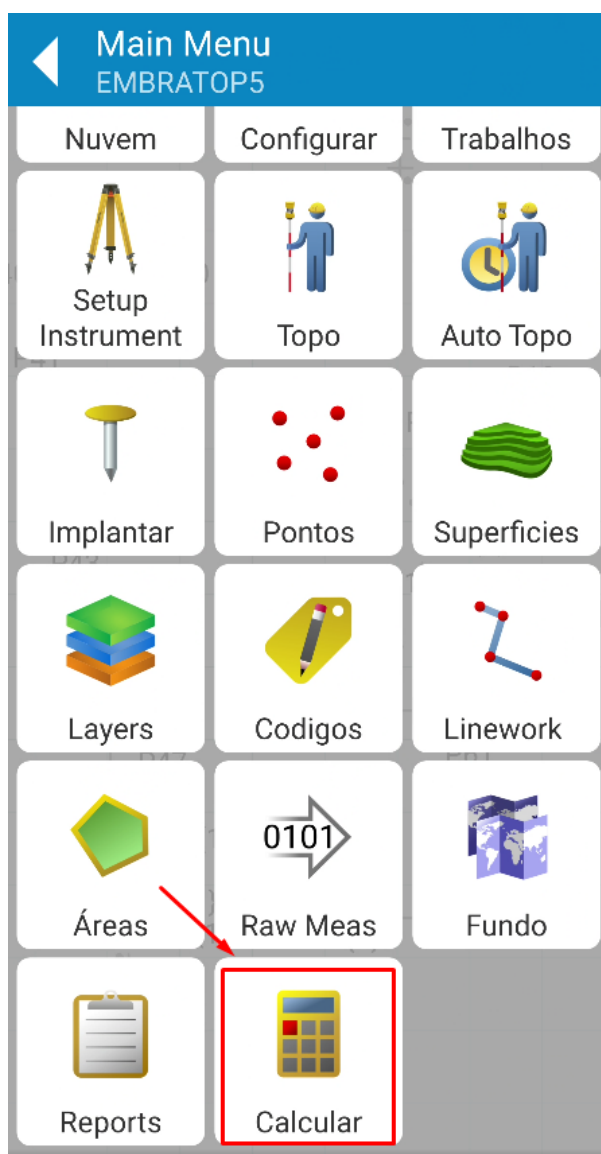 Main Menu
EMBRATOP5
Nuvem
Configurar
Trabalhos
Setup
Instrument
Topo
Auto Topo
Implantar
Pontos
Superficies
Layers
Codigos
Linework
0101
Áreas
Raw Meas
Fundo
Reports
Calcular